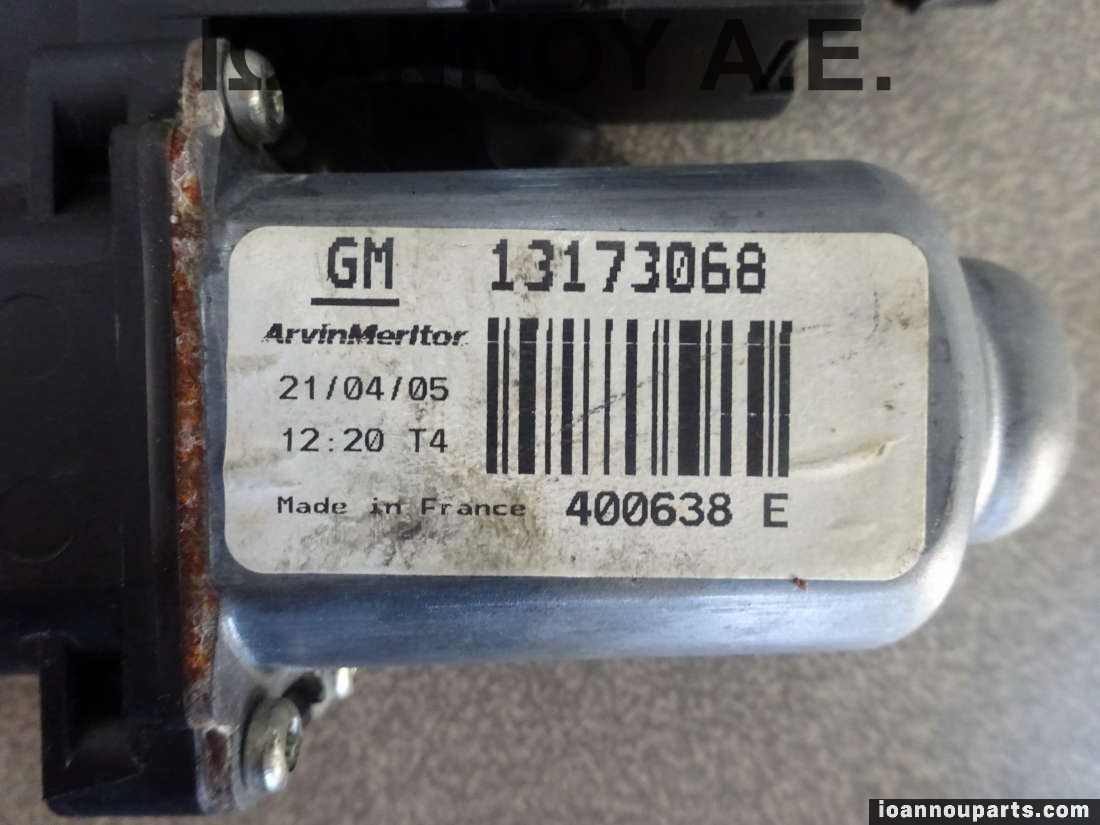 ΙΩΑΝΝΟΥ Α.Ε.
GM 13173068
ArvinMeritor
21/04/05
12:20 T4
Made in France 400638 E
ioannouparts.com